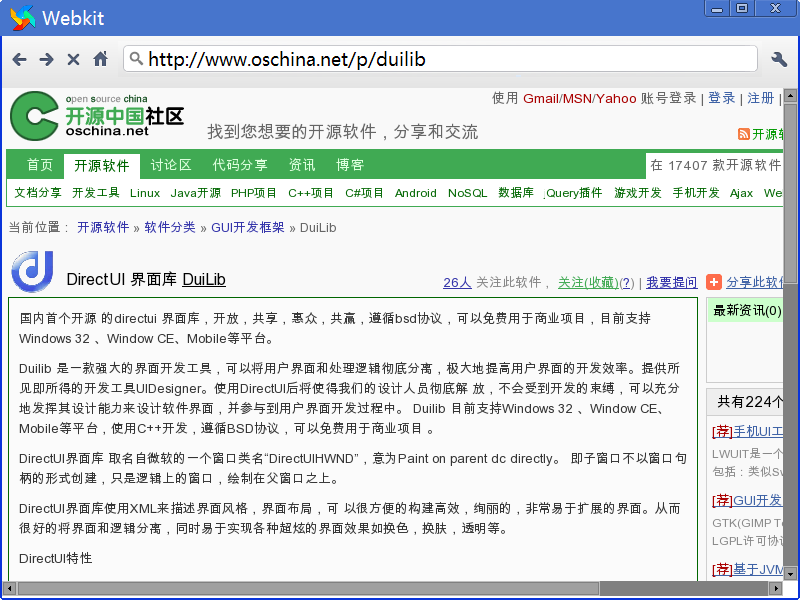 Webkit
http://www.oschina.net/p/duilib
open source china
开源中国社区
oschina.net
找到您想要的开源软件，分享和交流
使用 Gmail/MSN/Yahoo 账号登录 | 登录 | 注册 |
开源软件
首页 开源软件 讨论区 代码分享 资讯 博客
在 17407 款开源软件
文档分享 开发工具 Linux Java开源 PHP项目 C++项目 C#项目 Android NoSQL 数据库 jQuery插件 游戏开发 手机开发 Ajax We
当前位置： 开源软件 » 软件分类 » GUI开发框架 » DuiLib
DirectUI 界面库 DuiLib
26人 关注此软件， 关注(收藏)(?) | 我要提问
分享此软件
国内首个开源 的directui 界面库，开放，共享，惠众，共赢，遵循bsd协议，可以免费用于商业项目，目前支持
Windows 32 、Window CE、Mobile等平台。
Duilib 是一款强大的界面开发工具，可以将用户界面和处理逻辑彻底分离，极大地提高用户界面的开发效率。提供所
见即所得的开发工具UIDesigner。使用DirectUI后将使得我们的设计人员彻底解 放，不会受到开发的束缚，可以充分
地发挥其设计能力来设计软件界面，并参与到用户界面开发过程中。 Duilib 目前支持Windows 32 、Window CE、
Mobile等平台，使用C++开发，遵循BSD协议，可以免费用于商业项目 。
DirectUI界面库 取名自微软的一个窗口类名“DirectUIHWND”，意为Paint on parent dc directly。 即子窗口不以窗口句
柄的形式创建，只是逻辑上的窗口，绘制在父窗口之上。
DirectUI界面库使用XML来描述界面风格，界面布局，可 以很方便的构建高效，绚丽的，非常易于扩展的界面。从而
很好的将界面和逻辑分离，同时易于实现各种超炫的界面效果如换色，换肤，透明等。
DirectUI特性
最新资讯(0)
共有224个
[荐]手机UI工
LWUIT是一个
包括：类似Sw
[荐]GUI开发
GTK(GIMP To
LGPL许可协议
[荐]基于JVM